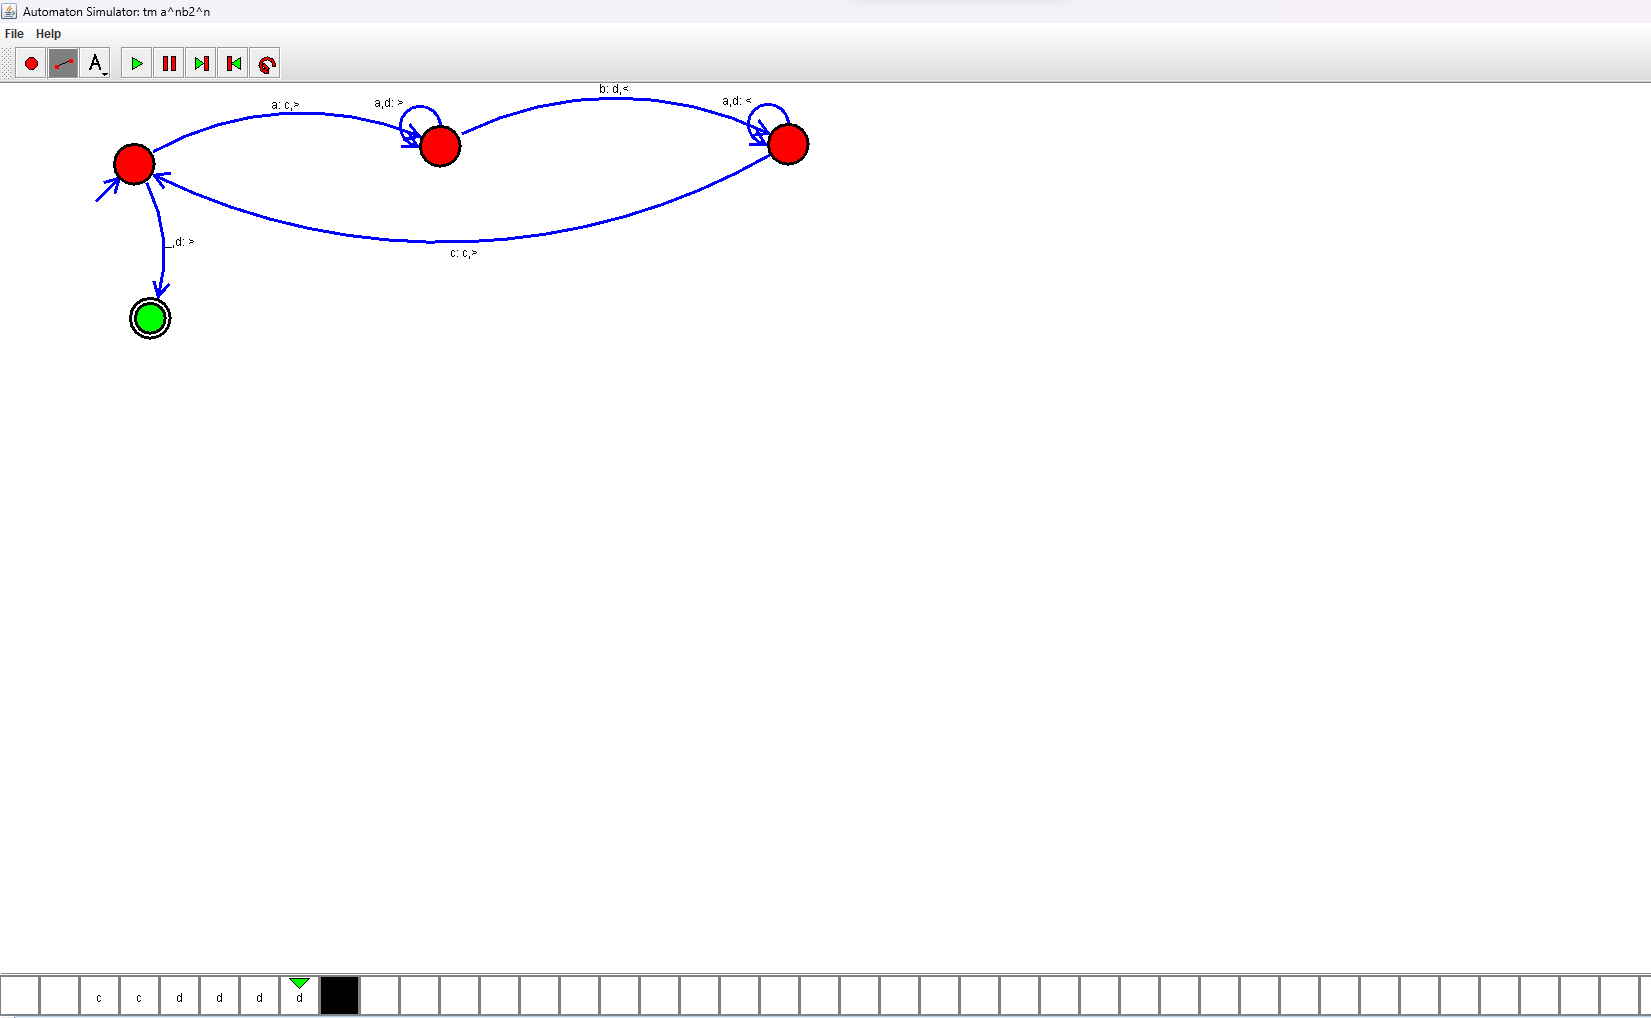 Automaton Simulator: tm a^nb2^n
File Help
A
b: d,<
a: c,>
a,d: >
a,d: <
_,d: >
c: c,>
c c d d d d